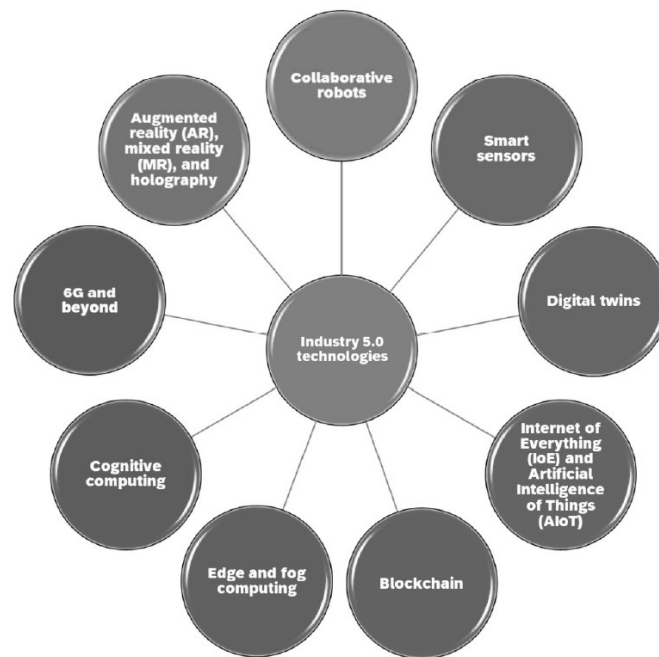 Collaborative
robots
Smart
sensors
Digital twins
Internet of
Everything
(IoE) and
Artificial
Intelligence
of Things
(AIoT)
Blockchain
Edge and fog
computing
Cognitive
computing
6G and
beyond
Augmented
reality (AR),
mixed reality
(MR), and
holography
Industry 5.0
technologies